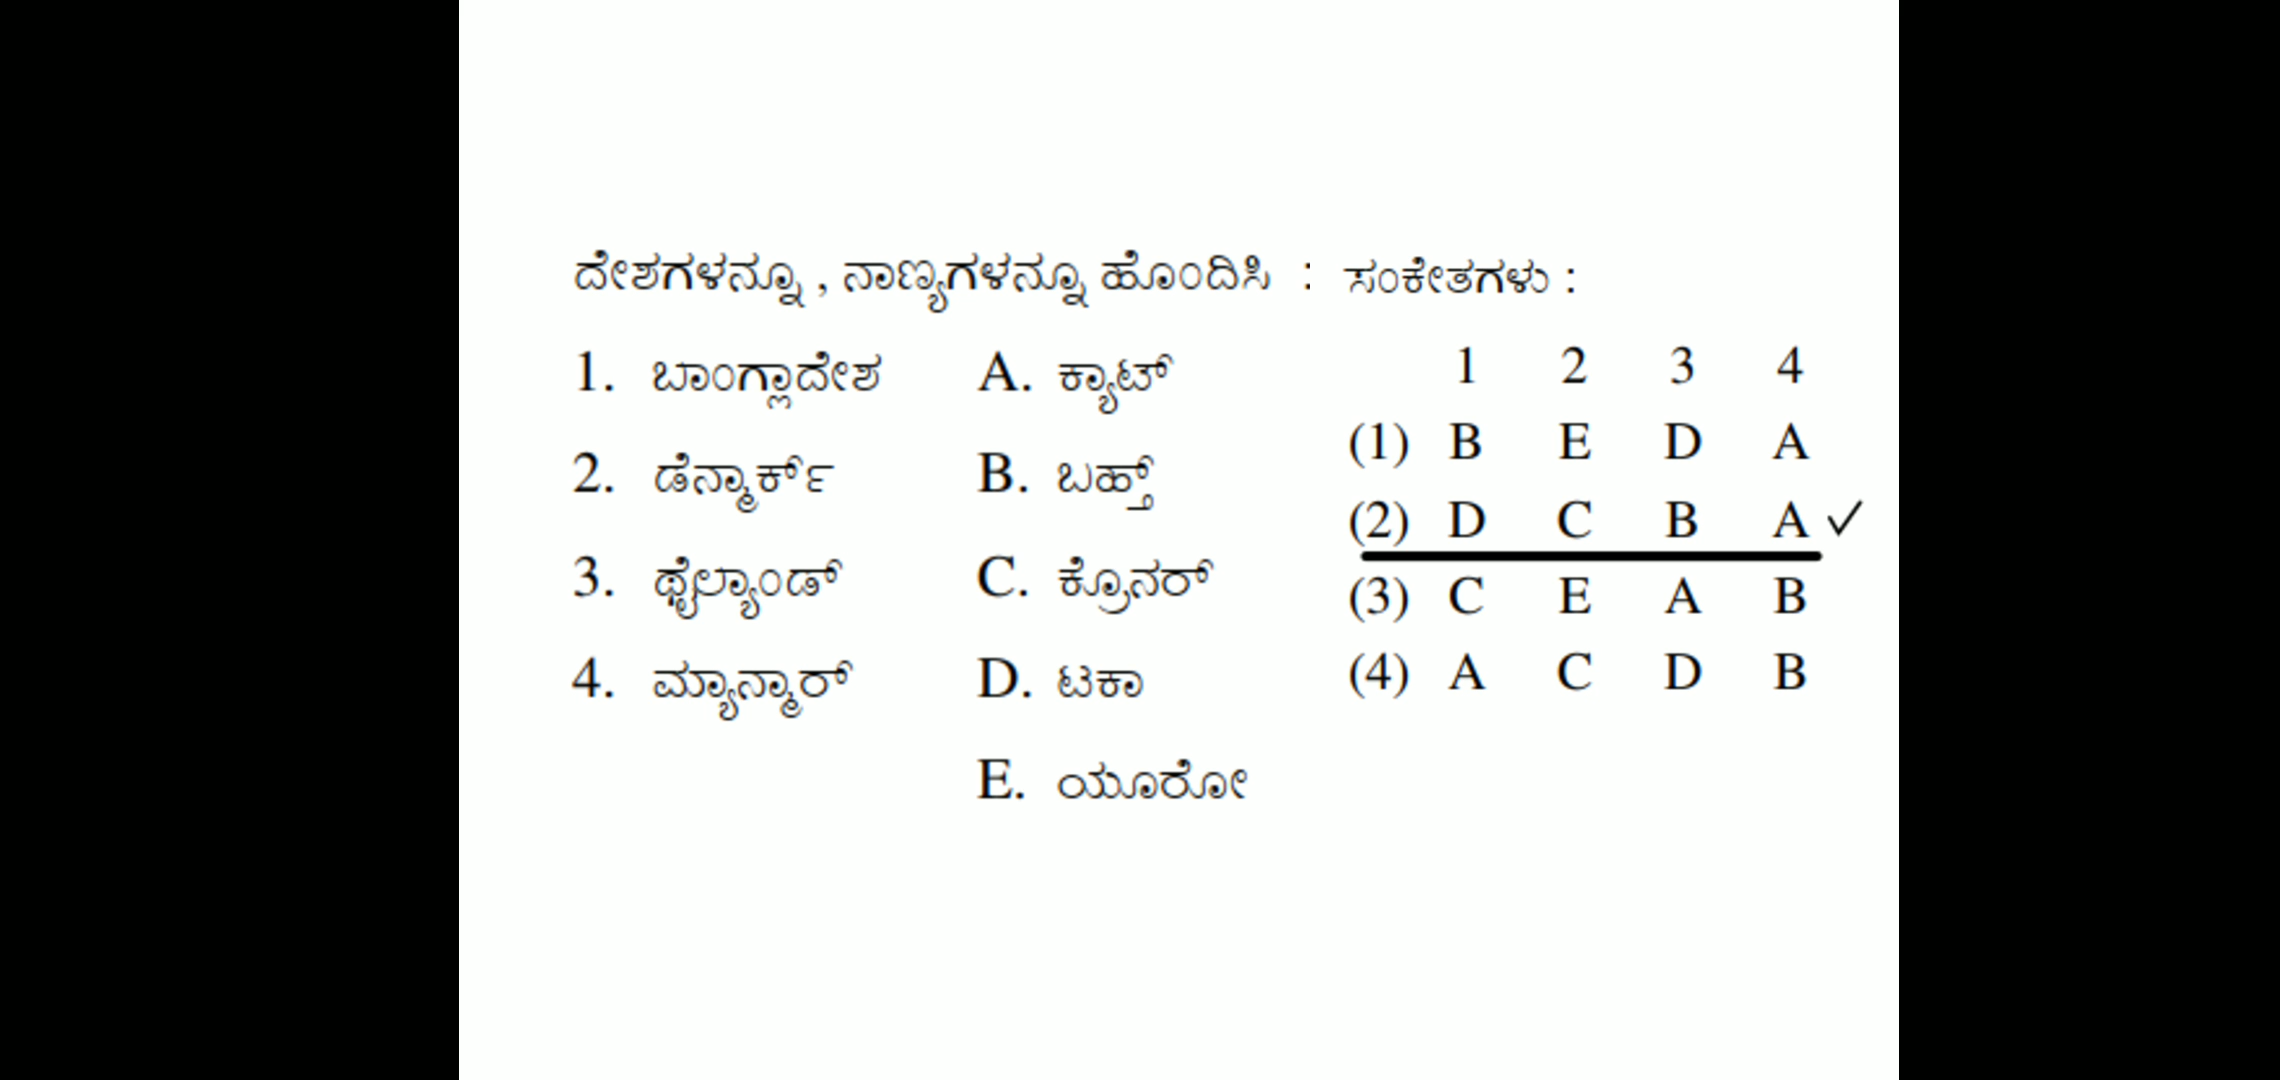 ದೇಶಗಳನ್ನೂ , ನಾಣ್ಯಗಳನ್ನೂ ಹೊಂದಿಸಿ :
1. ಬಾಂಗ್ಲಾದೇಶ A. ಕ್ಯಾಟ್
2. ಡೆನ್ಮಾರ್ಕ್ B. ಬಹ್ತ್
3. ಥೈಲ್ಯಾಂಡ್ C. ಕ್ರೊನರ್
4. ಮ್ಯಾನ್ಮಾರ್ D. ಟಕಾ
E. ಯೂರೋ
ಸಂಕೇತಗಳು :
1 2 3 4
(1) B E D A
(2) D C B A ✓
(3) C E A B
(4) A C D B